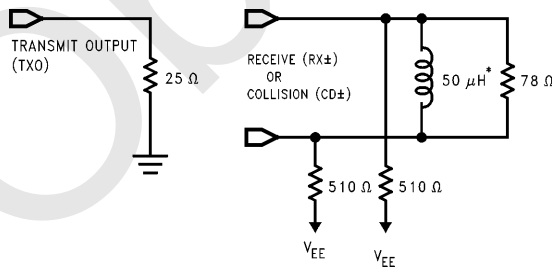 TRANSMIT OUTPUT
(TXO)
25 Ω
RECEIVE (RX±)
OR
COLLISION (CD±)
50 μH*
78 Ω
510 Ω
510 Ω
VEE
VEE